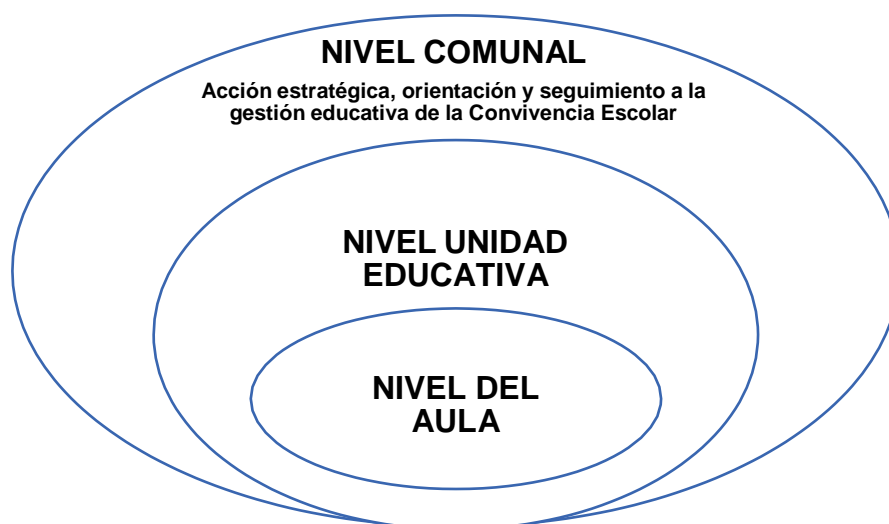 NIVEL COMUNAL
Acción estratégica, orientación y seguimiento a la
gestión educativa de la Convivencia Escolar
NIVEL UNIDAD
EDUCATIVA
NIVEL DEL
AULA